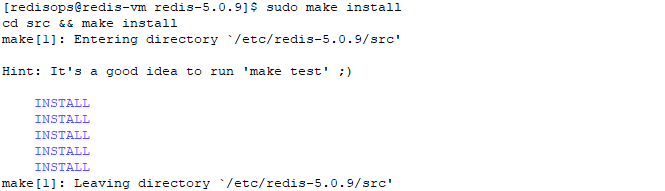 [redisops@redis-vm redis-5.0.9]$ sudo make install
cd src && make install
make[1]: Entering directory `/etc/redis-5.0.9/src'
Hint: It's a good idea to run 'make test' ;)
INSTALL
INSTALL
INSTALL
INSTALL
INSTALL
make[1]: Leaving directory `/etc/redis-5.0.9/src'